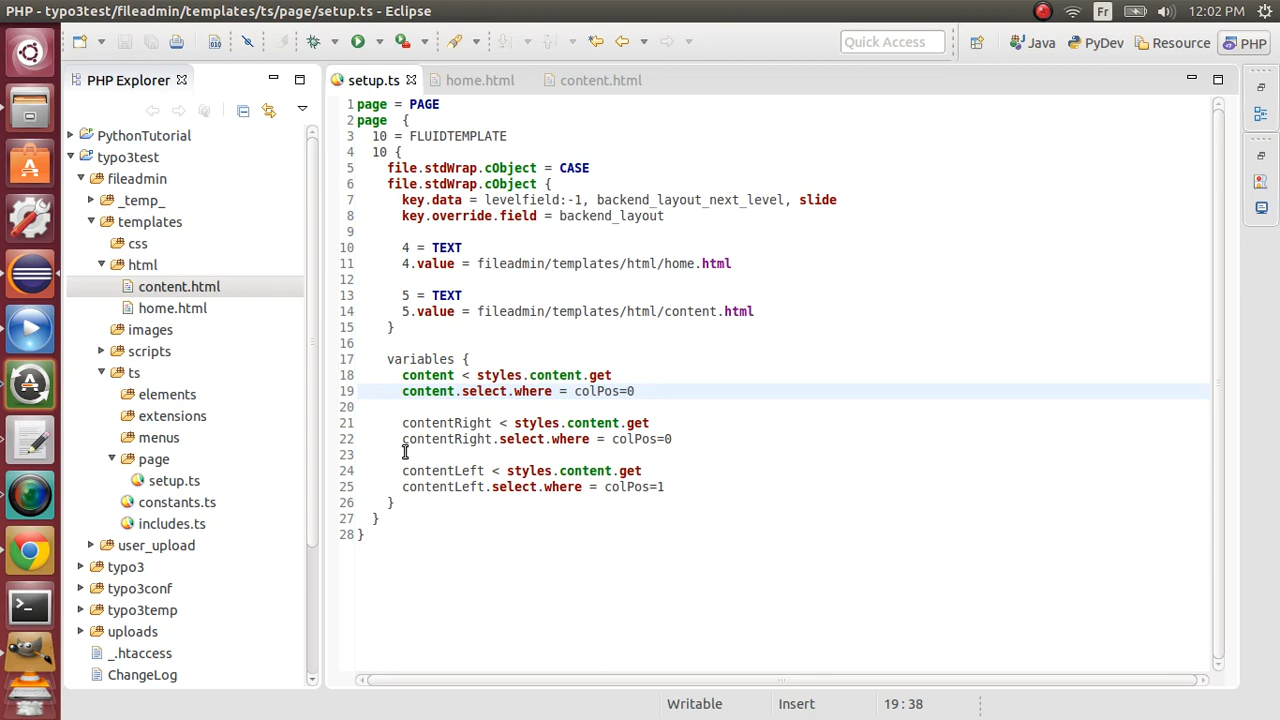 PHP - typo3test/fileadmin/templates/ts/page/setup.ts - Eclipse
Fr
12:02 PM
Quick Access
Java
PyDev
Resource
PHP
PHP Explorer
setup.ts
home.html
content.html
PythonTutorial
typo3test
fileadmin
_temp_
templates
css
html
content.html
home.html
images
scripts
ts
elements
extensions
menus
page
setup.ts
constants.ts
includes.ts
user_upload
typo3
typo3conf
typo3temp
uploads
_.htaccess
ChangeLog
1 page = PAGE
2 page {
3 10 = FLUIDTEMPLATE
4 10 {
5 file.stdWrap.cObject = CASE
6 file.stdWrap.cObject {
7 key.data = levelfield:-1, backend_layout_next_level, slide
8 key.override.field = backend_layout
9
10 4 = TEXT
11 4.value = fileadmin/templates/html/home.html
12
13 5 = TEXT
14 5.value = fileadmin/templates/html/content.html
15 }
16
17 variables {
18 content < styles.content.get
19 content.select.where = colPos=0
20
21 contentRight < styles.content.get
22 contentRight.select.where = colPos=0
23
24 contentLeft < styles.content.get
25 contentLeft.select.where = colPos=1
26 }
27 }
28 }
Writable
Insert
19 : 38